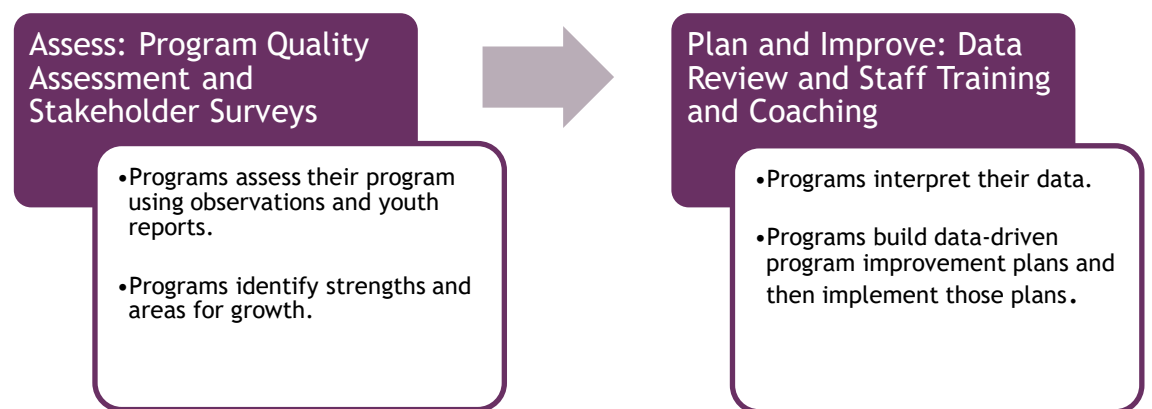 Assess: Program Quality
Assessment and
Stakeholder Surveys
•Programs assess their program
using observations and youth
reports.
•Programs identify strengths and
areas for growth.
Plan and Improve: Data
Review and Staff Training
and Coaching
•Programs interpret their data.
•Programs build data-driven
program improvement plans and
then implement those plans.